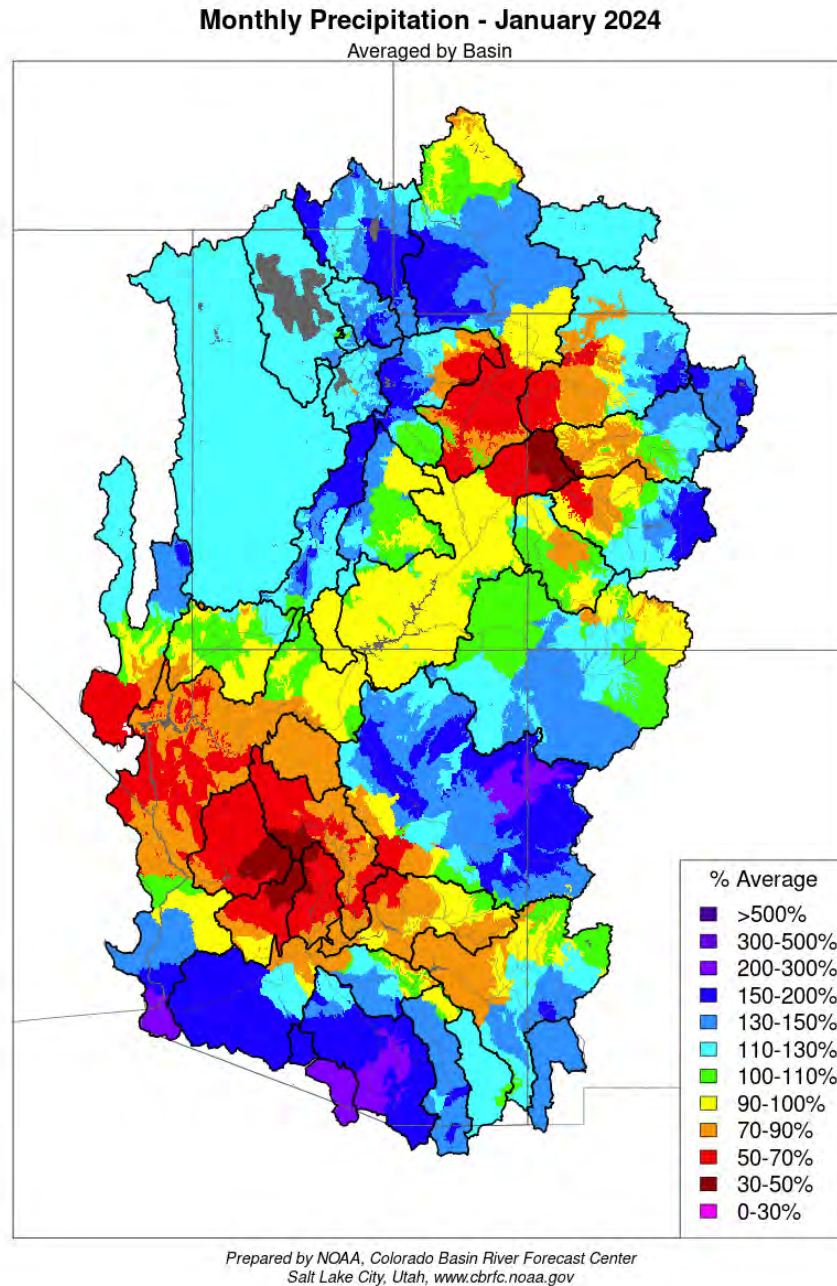 Monthly Precipitation - January 2024
Averaged by Basin
% Average
>500%
300-500%
200-300%
150-200%
130-150%
110-130%
100-110%
90-100%
70-90%
50-70%
30-50%
0-30%
Prepared by NOAA, Colorado Basin River Forecast Center
Salt Lake City, Utah, www.cbrfc.noaa.gov